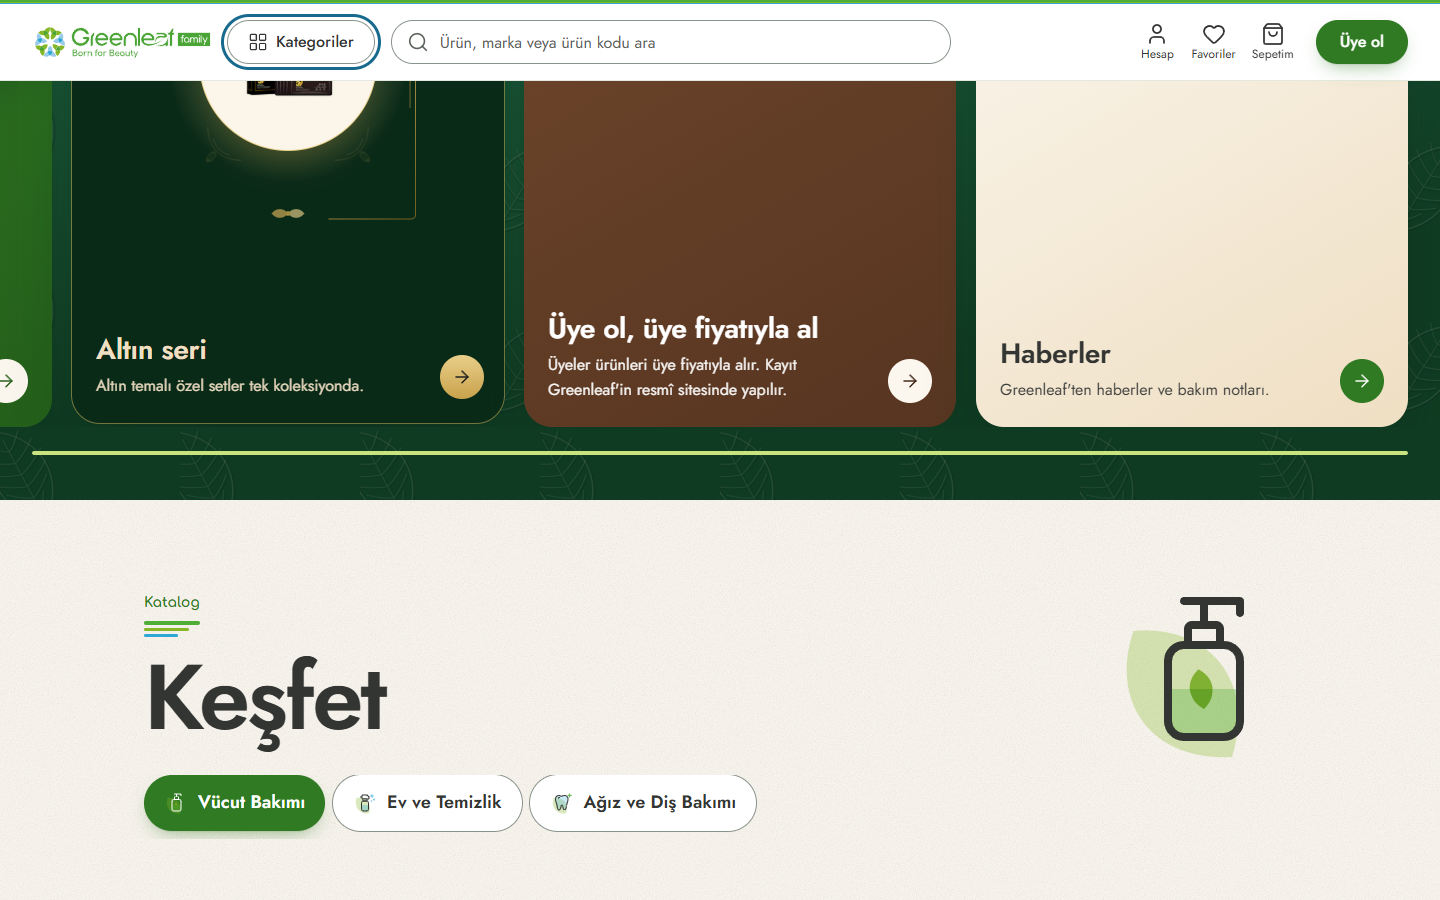 Greenleaf family
Born for Beauty
Kategoriler
Ürün, marka veya ürün kodu ara
Hesap
Favoriler
Sepetim
Üye ol
Altın seri
Altın temalı özel setler tek koleksiyonda.
Üye ol, üye fiyatıyla al
Üyeler ürünleri üye fiyatıyla alır. Kayıt
Greenleaf'in resmî sitesinde yapılır.
Haberler
Greenleaf'ten haberler ve bakım notları.
Katalog
Keşfet
Vücut Bakımı
Ev ve Temizlik
Ağız ve Diş Bakımı